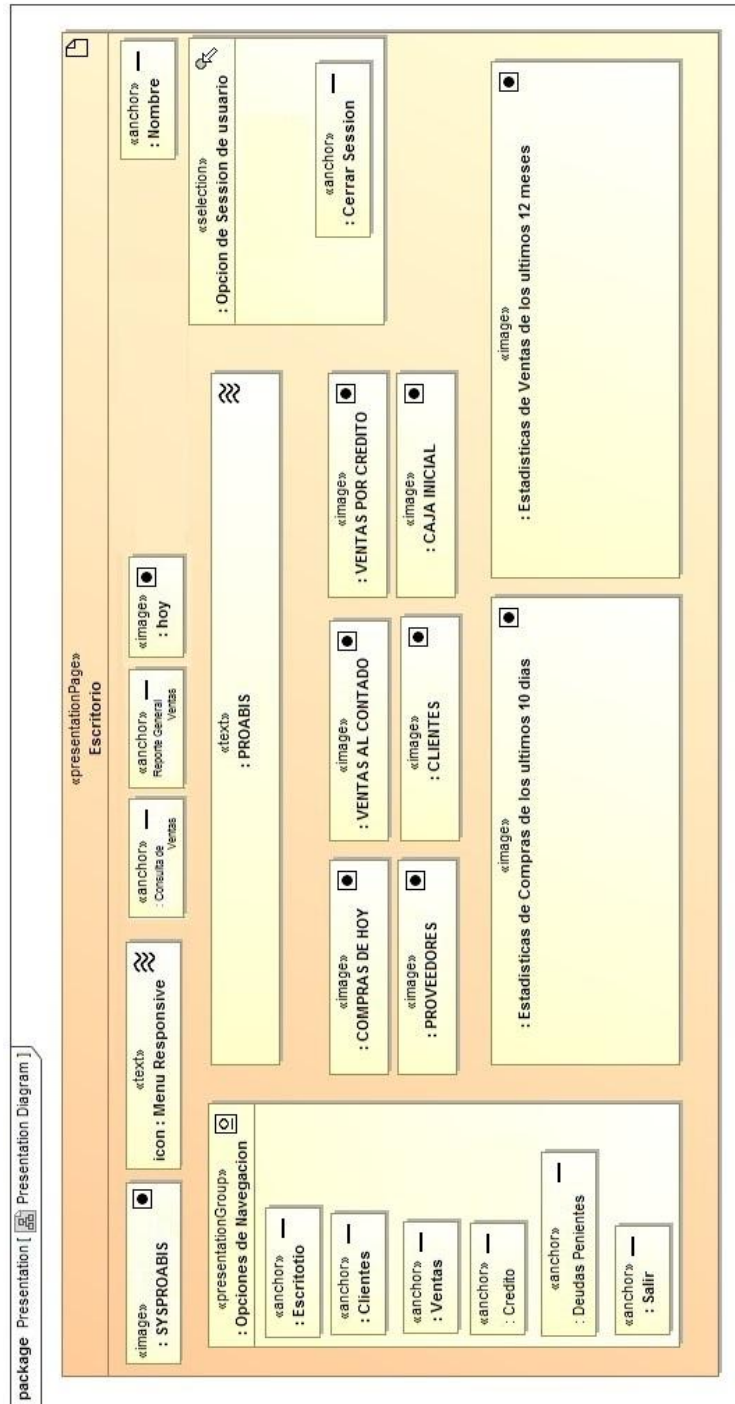 package Presentation [ Presentation Diagram ]
«presentationPage»
Escritorio
«image»
: SYSPROABIS
«text»
icon : Menu Responsive
«anchor»
: Consulta de
Ventas
«anchor»
Reporte General
Ventas
«image»
: hoy
«anchor»
: Nombre
«presentationGroup»
: Opciones de Navegacion
«anchor»
: Escritotio
«anchor»
: Clientes
«anchor»
: Ventas
«anchor»
: Credito
«anchor»
: Deudas Penientes
«anchor»
: Salir
«text»
: PROABIS
«selection»
: Opcion de Session de usuario
«anchor»
: Cerrar Session
«image»
: COMPRAS DE HOY
«image»
: VENTAS AL CONTADO
«image»
: VENTAS POR CREDITO
«image»
: PROVEEDORES
«image»
: CLIENTES
«image»
: CAJA INICIAL
«image»
: Estadisticas de Compras de los ultimos 10 dias
«image»
: Estadisticas de Ventas de los ultimos 12 meses